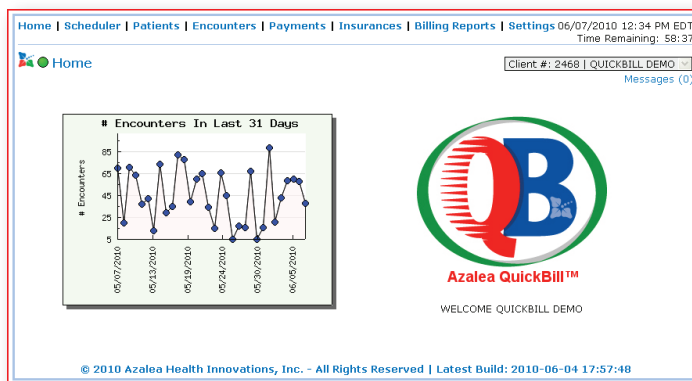 Home | Scheduler | Patients | Encounters | Payments | Insurances | Billing Reports | Settings 06/07/2010 12:34 PM EDT
Time Remaining: 58:37
Home
Client #: 2468 | QUICKBILL DEMO
Messages (0)
# Encounters In Last 31 Days
# Encounters
85
65
45
25
5
05/07/2010
05/13/2010
05/19/2010
05/24/2010
05/30/2010
06/05/2010
QB
Azalea QuickBill™
WELCOME QUICKBILL DEMO
© 2010 Azalea Health Innovations, Inc. - All Rights Reserved | Latest Build: 2010-06-04 17:57:48